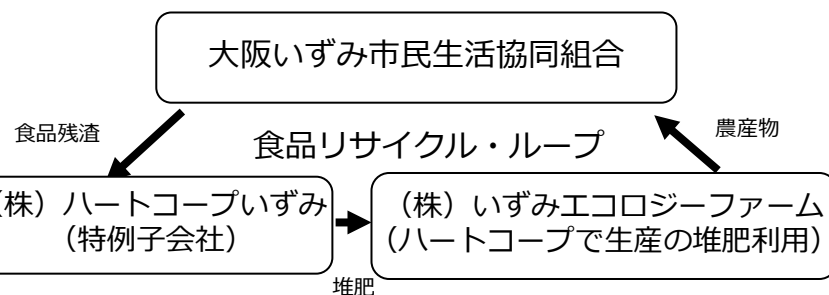 大阪いずみ市民生活協同組合
食品残渣
食品リサイクル・ループ
農産物
（株）ハートコープいずみ
（特例子会社）
（株）いずみエコロジーファーム
（ハートコープで生産の堆肥利用）
堆肥